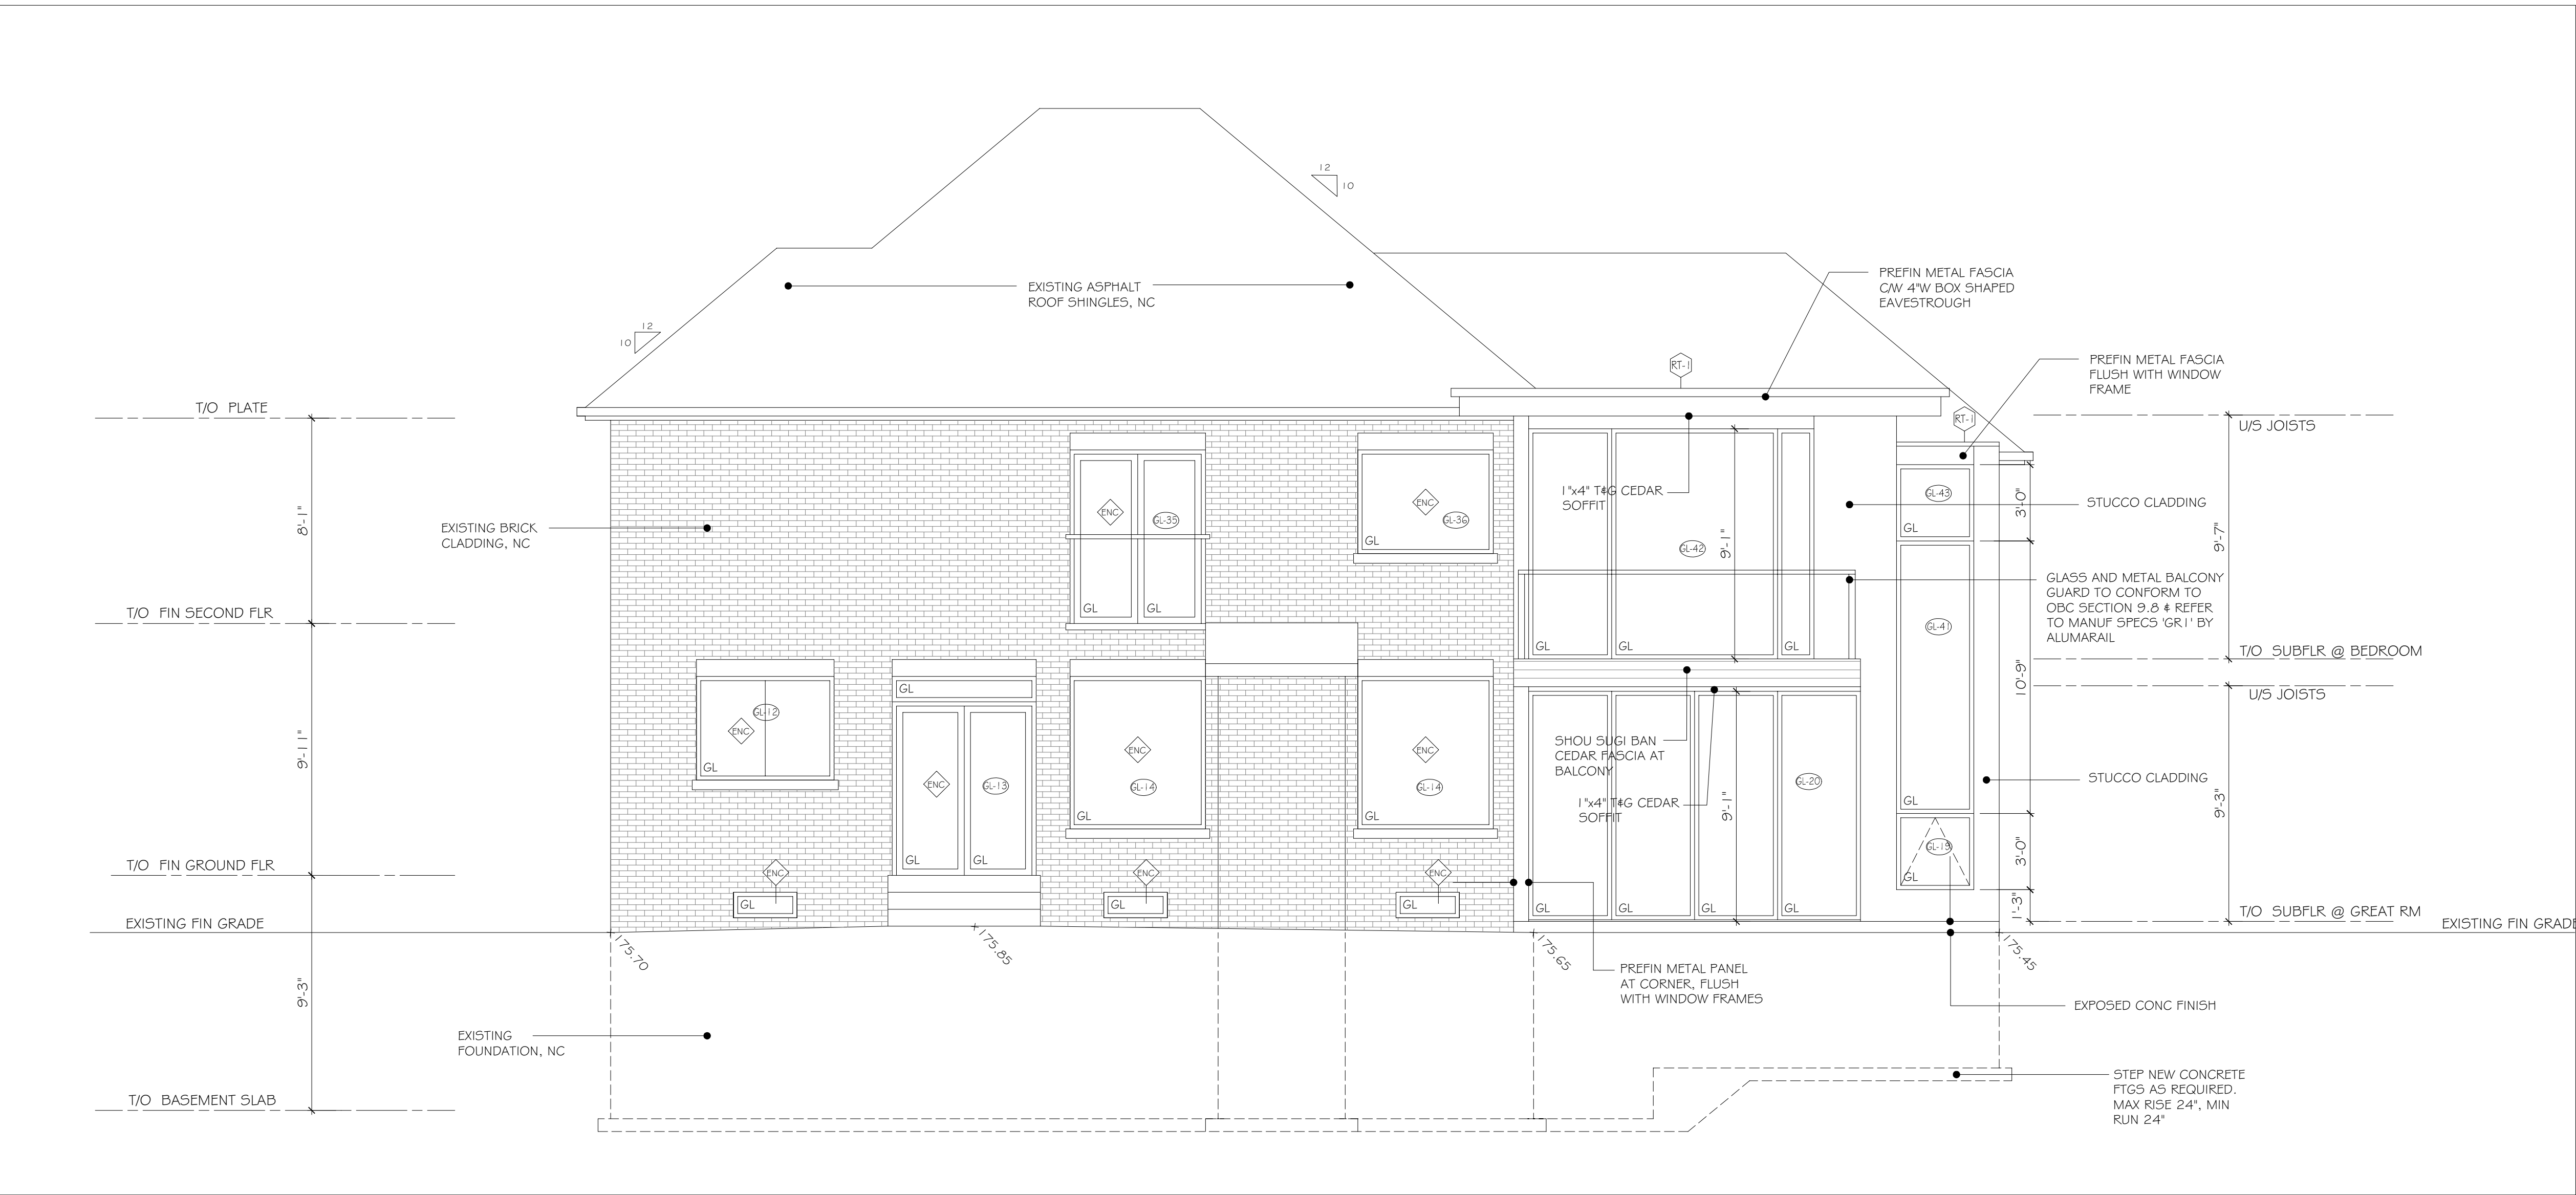 12
10
12
10
EXISTING ASPHALT
ROOF SHINGLES, NC
PREFIN METAL FASCIA
C/W 4"W BOX SHAPED
EAVESTROUGH
RT-1
PREFIN METAL FASCIA
FLUSH WITH WINDOW
FRAME
RT-1
T/O PLATE
U/S JOISTS
8'-1"
EXISTING BRICK
CLADDING, NC
ENC
GL-35
GL
GL
ENC
GL-36
GL
1"x4" T&G CEDAR
SOFFIT
GL-42
9'-1"
GL
GL
GL
GL-43
GL
3'-0"
STUCCO CLADDING
9'-7"
GLASS AND METAL BALCONY
GUARD TO CONFORM TO
OBC SECTION 9.8 & REFER
TO MANUF SPECS 'GR1' BY
ALUMARAIL
T/O FIN SECOND FLR
GL-41
GL
10'-9"
T/O SUBFLR @ BEDROOM
U/S JOISTS
9'-11"
GL-12
ENC
GL
GL
ENC
GL-13
GL
GL
ENC
GL-14
GL
ENC
GL-14
GL
SHOU SUGI BAN
CEDAR FASCIA AT
BALCONY
1"x4" T&G CEDAR
SOFFIT
9'-1"
GL-20
GL
GL
GL
GL
STUCCO CLADDING
9'-3"
GL-19
GL
3'-0"
1'-3"
T/O FIN GROUND FLR
ENC
GL
ENC
GL
ENC
GL
EXISTING FIN GRADE
T/O SUBFLR @ GREAT RM
EXISTING FIN GRADE
175.70
175.85
175.65
175.45
9'-3"
PREFIN METAL PANEL
AT CORNER, FLUSH
WITH WINDOW FRAMES
EXPOSED CONC FINISH
EXISTING
FOUNDATION, NC
T/O BASEMENT SLAB
STEP NEW CONCRETE
FTGS AS REQUIRED.
MAX RISE 24", MIN
RUN 24"